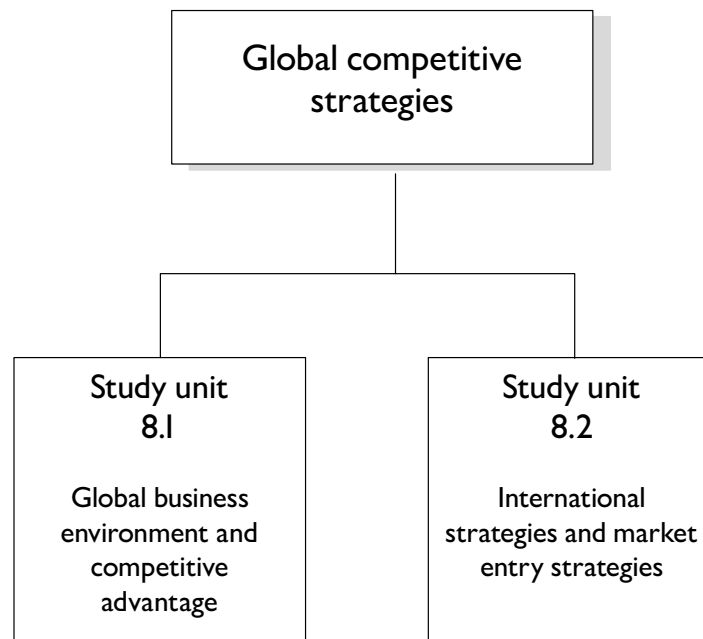 Global competitive
strategies
Study unit
8.1
Global business
environment and
competitive
advantage
Study unit
8.2
International
strategies and market
entry strategies